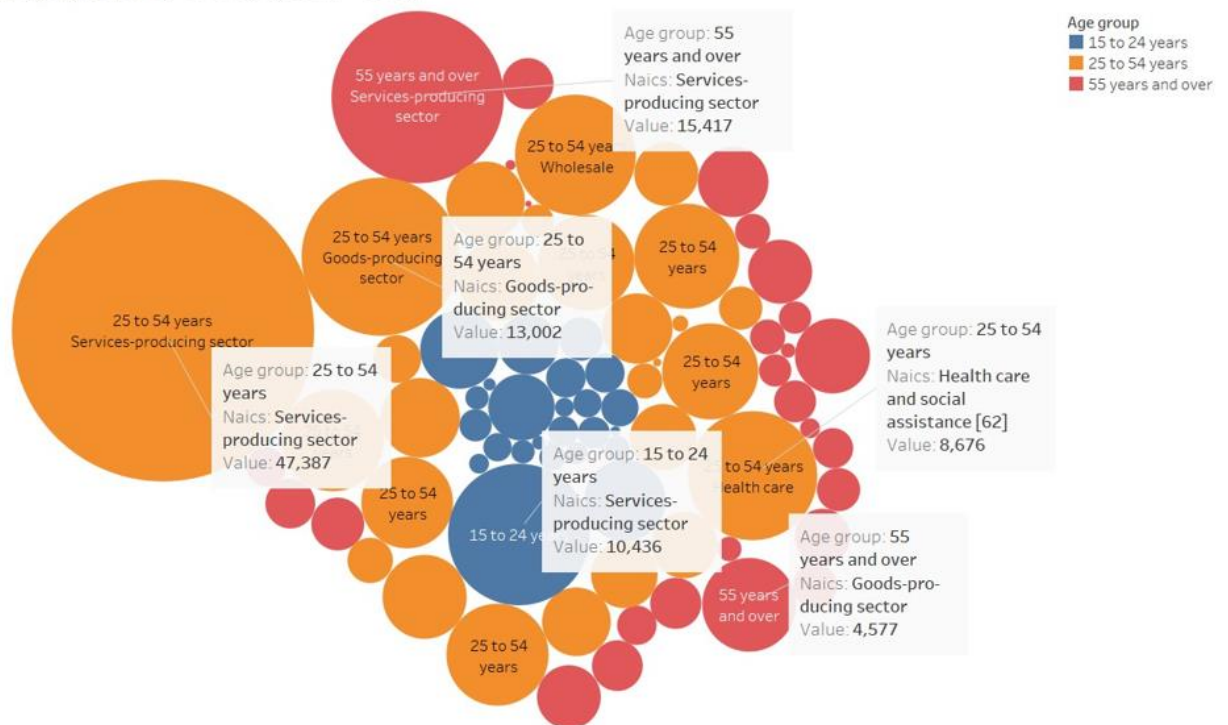 Age group
15 to 24 years
25 to 54 years
55 years and over
Age group: 55
years and over
Naics: Services-
producing sector
Value: 15,417
55 years and over
Services-producing
sector
25 to 54 year
Wholesale
25 to 54 years
Goods-producing
sector
Age group: 25 to
54 years
Naics: Goods-pro-
ducing sector
Value: 13,002
25 to 54
years
25 to 54 years
Services-producing sector
Age group: 25 to 54
years
Naics: Services-
producing sector
Value: 47,387
25 to 54
years
Age group: 25 to 54
years
Naics: Health care
and social
assistance [62]
Value: 8,676
Age group: 15 to 24
years
Naics: Services-
producing sector
Value: 10,436
25 to 54 years
Health care
25 to 54
years
15 to 24 ye
Age group: 55
years and over
Naics: Goods-pro-
ducing sector
Value: 4,577
55 years
and over
25 to 54
years